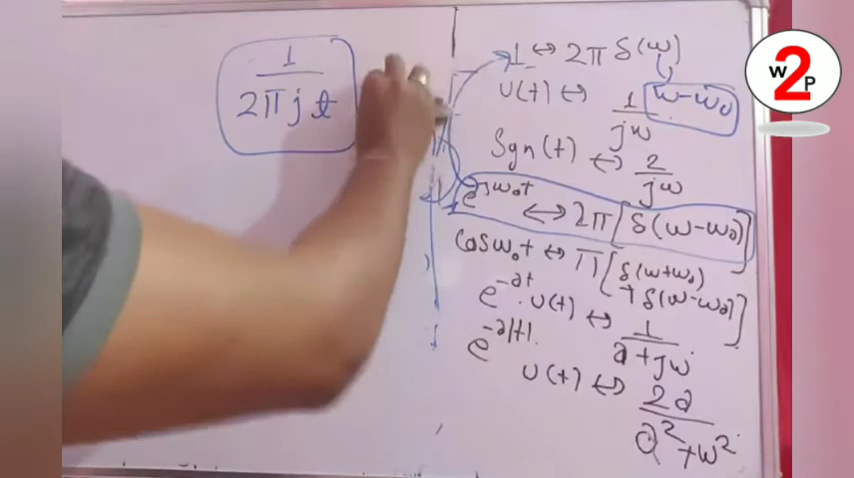 1
2πjt
1 ↔ 2π δ(ω)
U(t) ↔ 1/jω
ω-ω₀
Sgn(t) ↔ 2/jω
e^jω₀t ↔ 2π[δ(ω-ω₀)]
Cosω₀t ↔ π[δ(ω+ω₀)
+δ(ω-ω₀)]
e^-at.U(t) ↔ 1/a+jω
e^-a|t|.
U(t) ↔ 2a/a²+ω²
W2P